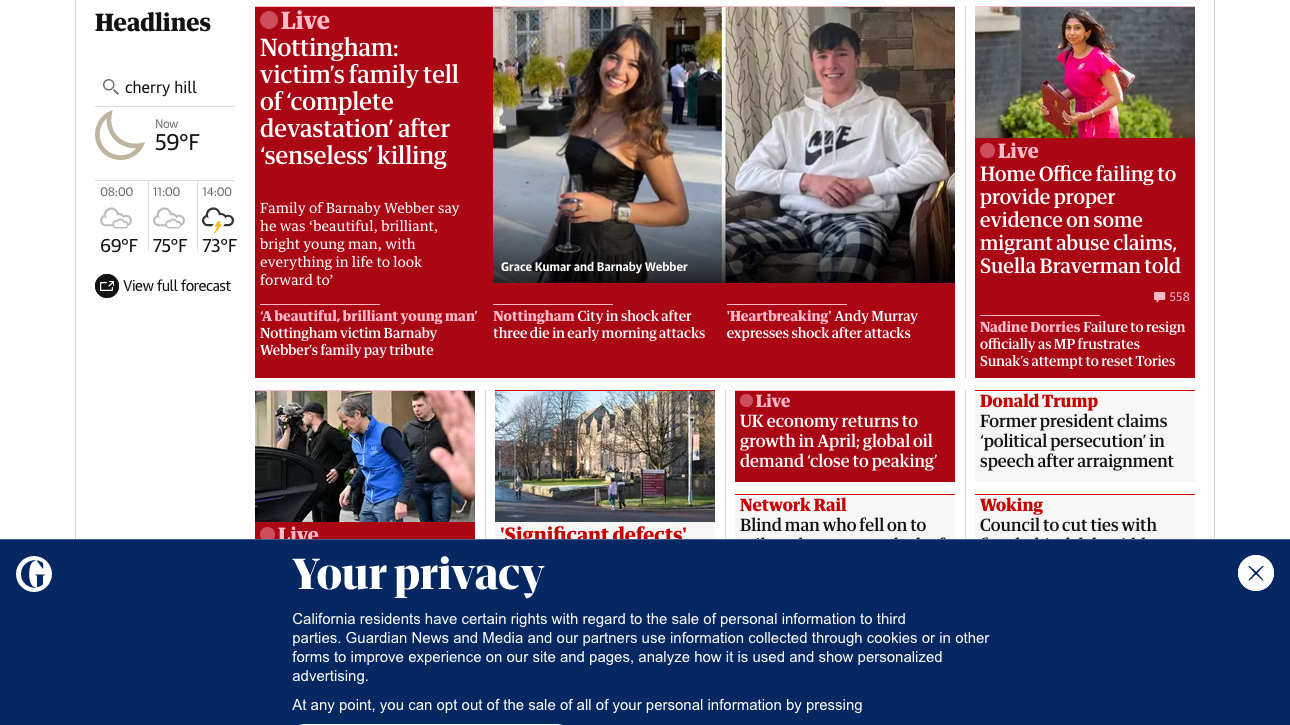 Headlines
cherry hill
Now
59°F
08:00
11:00
14:00
69°F
75°F
73°F
View full forecast
Live
Nottingham:
victim's family tell
of 'complete
devastation' after
'senseless' killing
Family of Barnaby Webber say
he was 'beautiful, brilliant,
bright young man, with
everything in life to look
forward to'
Grace Kumar and Barnaby Webber
'A beautiful, brilliant young man'
Nottingham victim Barnaby
Webber's family pay tribute
Nottingham City in shock after
three die in early morning attacks
'Heartbreaking' Andy Murray
expresses shock after attacks
Live
Home Office failing to
provide proper
evidence on some
migrant abuse claims,
Suella Braverman told
558
Nadine Dorries Failure to resign
officially as MP frustrates
Sunak's attempt to reset Tories
Live
'Significant defects'
Live
UK economy returns to
growth in April; global oil
demand 'close to peaking'
Network Rail
Blind man who fell on to
Donald Trump
Former president claims
'political persecution' in
speech after arraignment
Woking
Council to cut ties with
Your privacy
California residents have certain rights with regard to the sale of personal information to third
parties. Guardian News and Media and our partners use information collected through cookies or in other
forms to improve experience on our site and pages, analyze how it is used and show personalized
advertising.
At any point, you can opt out of the sale of all of your personal information by pressing